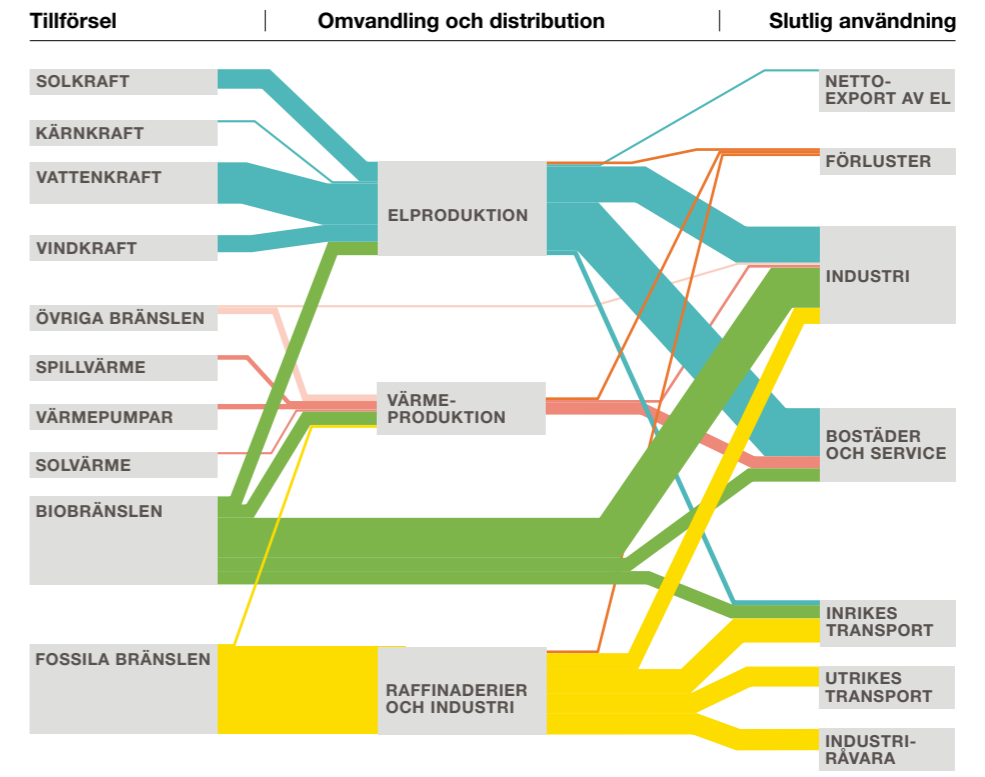 Tillförsel
Omvandling och distribution
Slutlig användning
SOLKRAFT
KÄRNKRAFT
VATTENKRAFT
VINDKRAFT
ÖVRIGA BRÄNSLEN
SPILLVÄRME
VÄRMEPUMPAR
SOLVÄRME
BIOBRÄNSLEN
FOSSILA BRÄNSLEN
ELPRODUKTION
VÄRME-
PRODUKTION
RAFFINADERIER
OCH INDUSTRI
NETTO-
EXPORT AV EL
FÖRLUSTER
INDUSTRI
BOSTÄDER
OCH SERVICE
INRIKES
TRANSPORT
UTRIKES
TRANSPORT
INDUSTRI-
RÅVARA